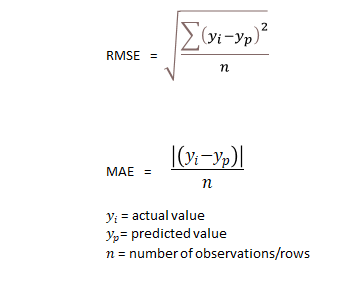 RMSE = √(∑(yᵢ−yₚ)² / n)
MAE = |(yᵢ−yₚ)| / n
yᵢ = actual value
yₚ= predicted value
n = number of observations/rows